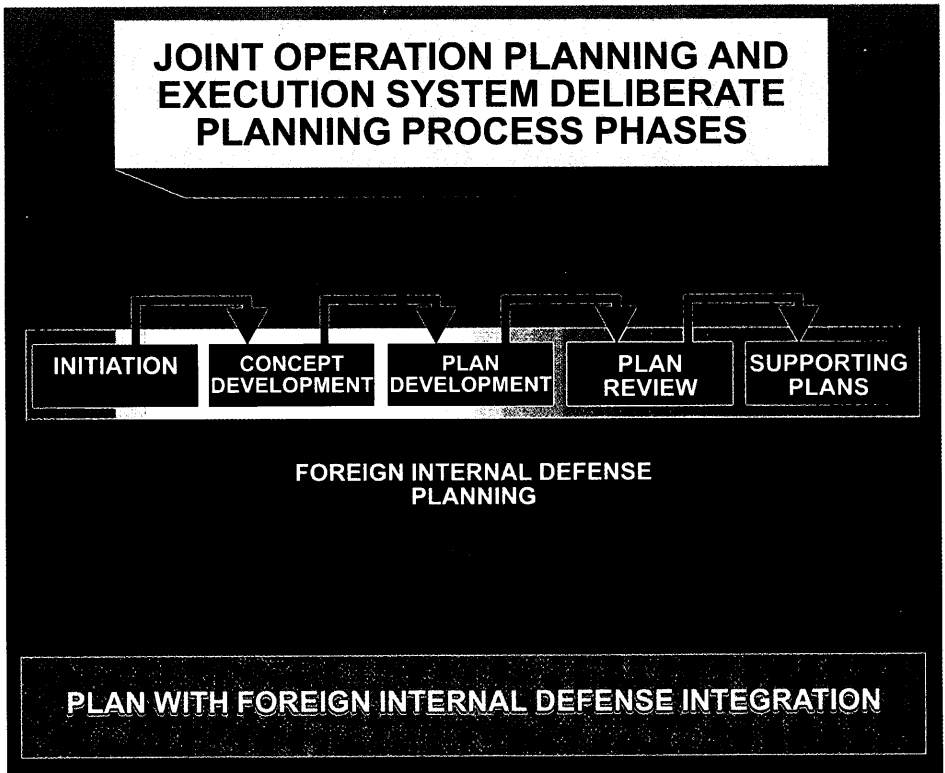 JOINT OPERATION PLANNING AND
EXECUTION SYSTEM DELIBERATE
PLANNING PROCESS PHASES
INITIATION
CONCEPT
DEVELOPMENT
PLAN
DEVELOPMENT
PLAN
REVIEW
SUPPORTING
PLANS
FOREIGN INTERNAL DEFENSE
PLANNING
PLAN WITH FOREIGN INTERNAL DEFENSE INTEGRATION